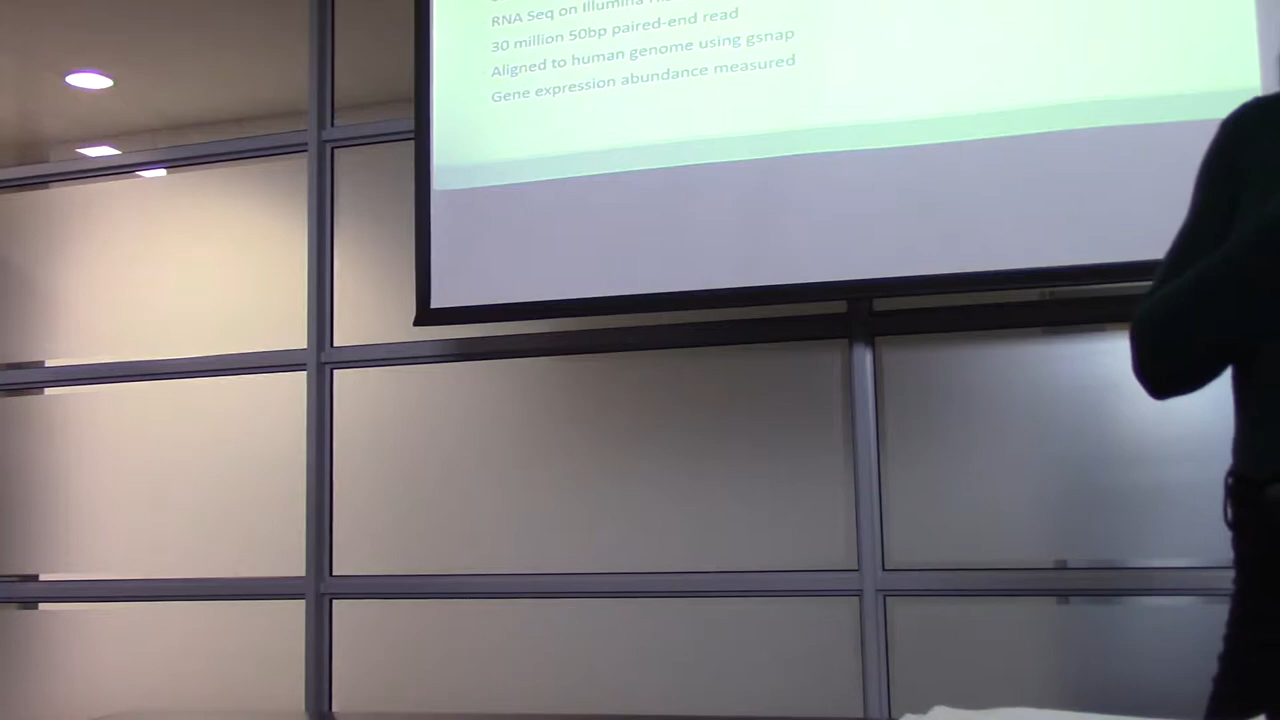 RNA Seq on Illumina
30 million 50bp paired-end read
Aligned to human genome using gsnap
Gene expression abundance measured